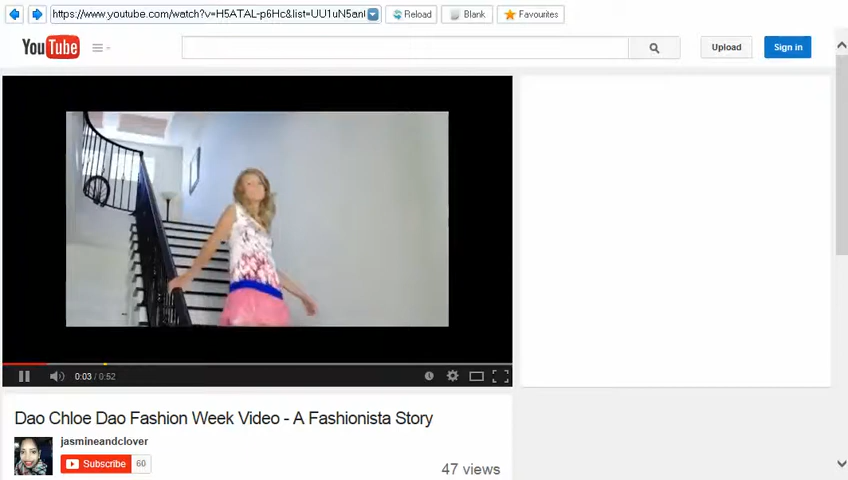 https://www.youtube.com/watch?v=H5ATAL-p6Hc&list=UU1uN5anl Reload Blank Favourites
YouTube Upload Sign in
0:03 / 0:52
Dao Chloe Dao Fashion Week Video - A Fashionista Story
jasmineandclover
Subscribe 60
47 views